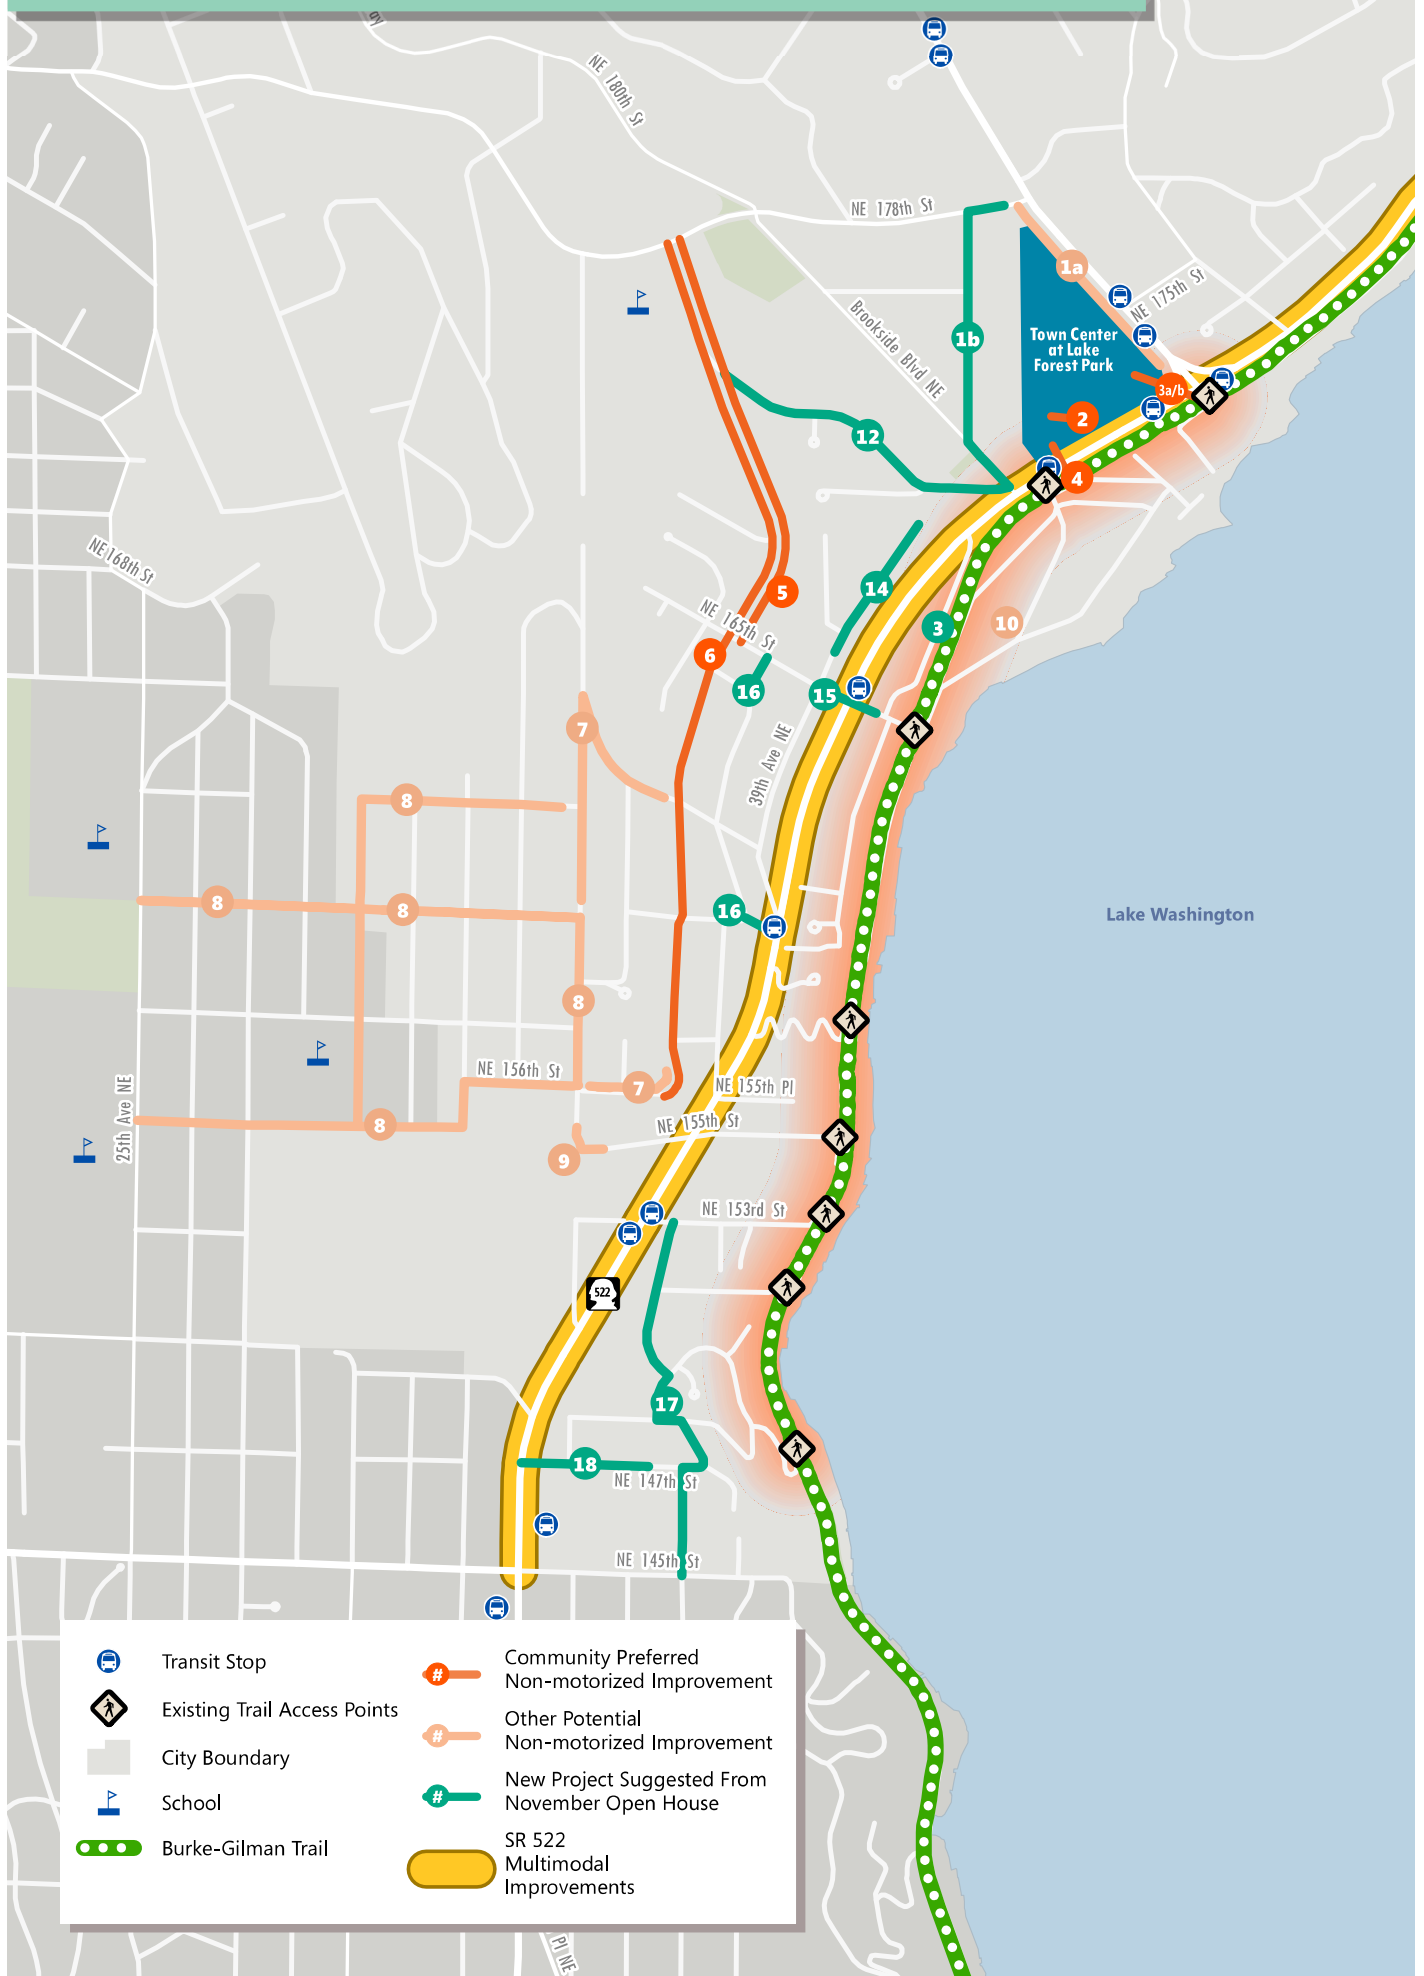 ay
NE 180th St
NE 178th St
1a
NE 175th St
Brookside Blvd NE
1b
Town Center
at Lake
Forest Park
3a/b
2
12
4
NE 168th St
14
5
NE 165th St
3
10
6
16
15
7
39th Ave NE
8
8
8
16
Lake Washington
8
NE 156th St
7
NE 155th Pl
25th Ave NE
8
NE 155th St
9
NE 153rd St
522
17
18
NE 147th St
NE 145th St
Transit Stop
Existing Trail Access Points
City Boundary
School
Burke-Gilman Trail
#
Community Preferred
Non-motorized Improvement
#
Other Potential
Non-motorized Improvement
#
New Project Suggested From
November Open House
SR 522
Multimodal
Improvements
Pl NE